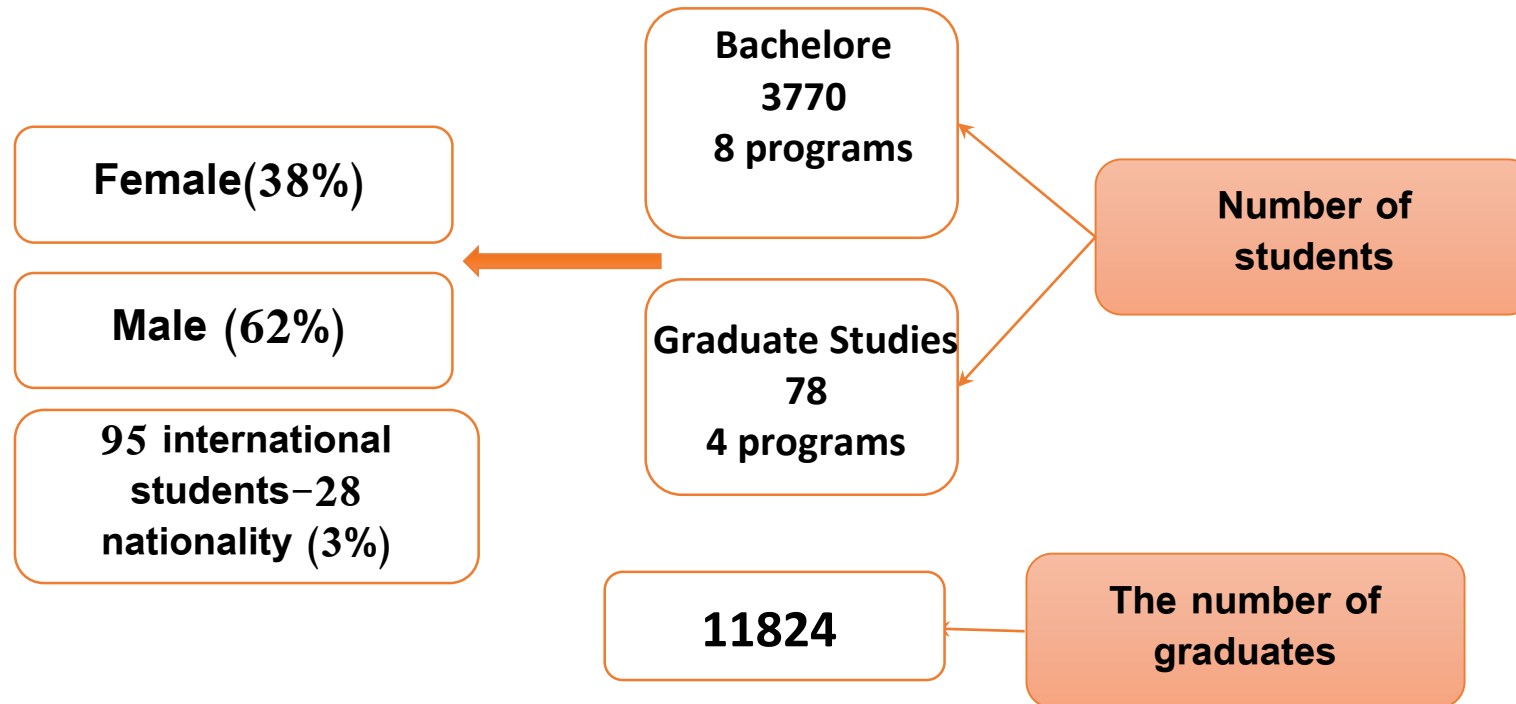 Bachelore
3770
8 programs
Female(38%)
Number of
students
Male (62%)
Graduate Studies
78
4 programs
95 international
students–28
nationality (3%)
11824
The number of
graduates